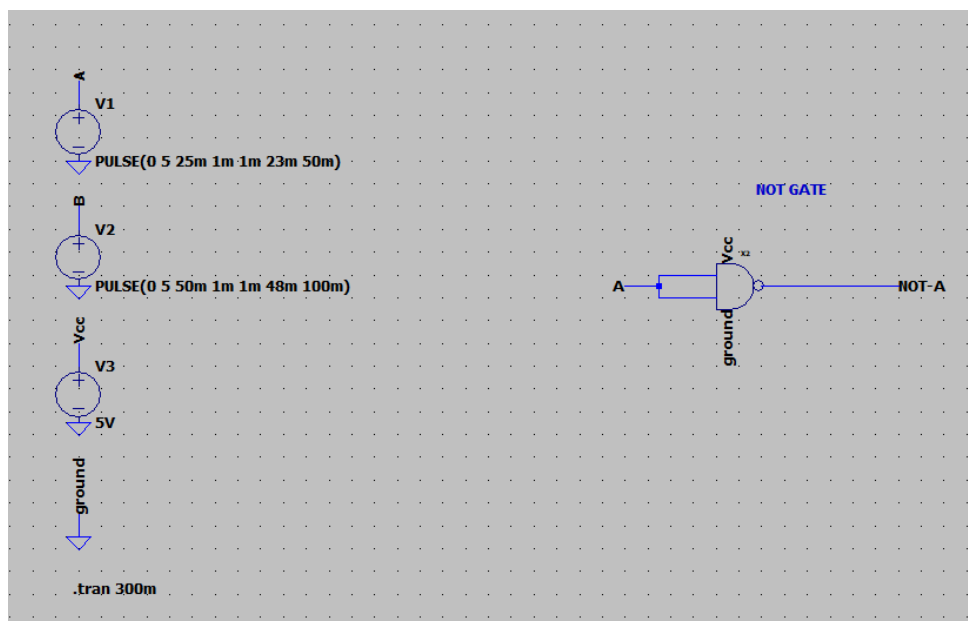 A
V1
PULSE(0 5 25m 1m 1m 23m 50m)
B
V2
PULSE(0 5 50m 1m 1m 48m 100m)
Vcc
V3
5V
ground
.tran 300m
NOT GATE
Vcc
X2
A
NOT-A
ground